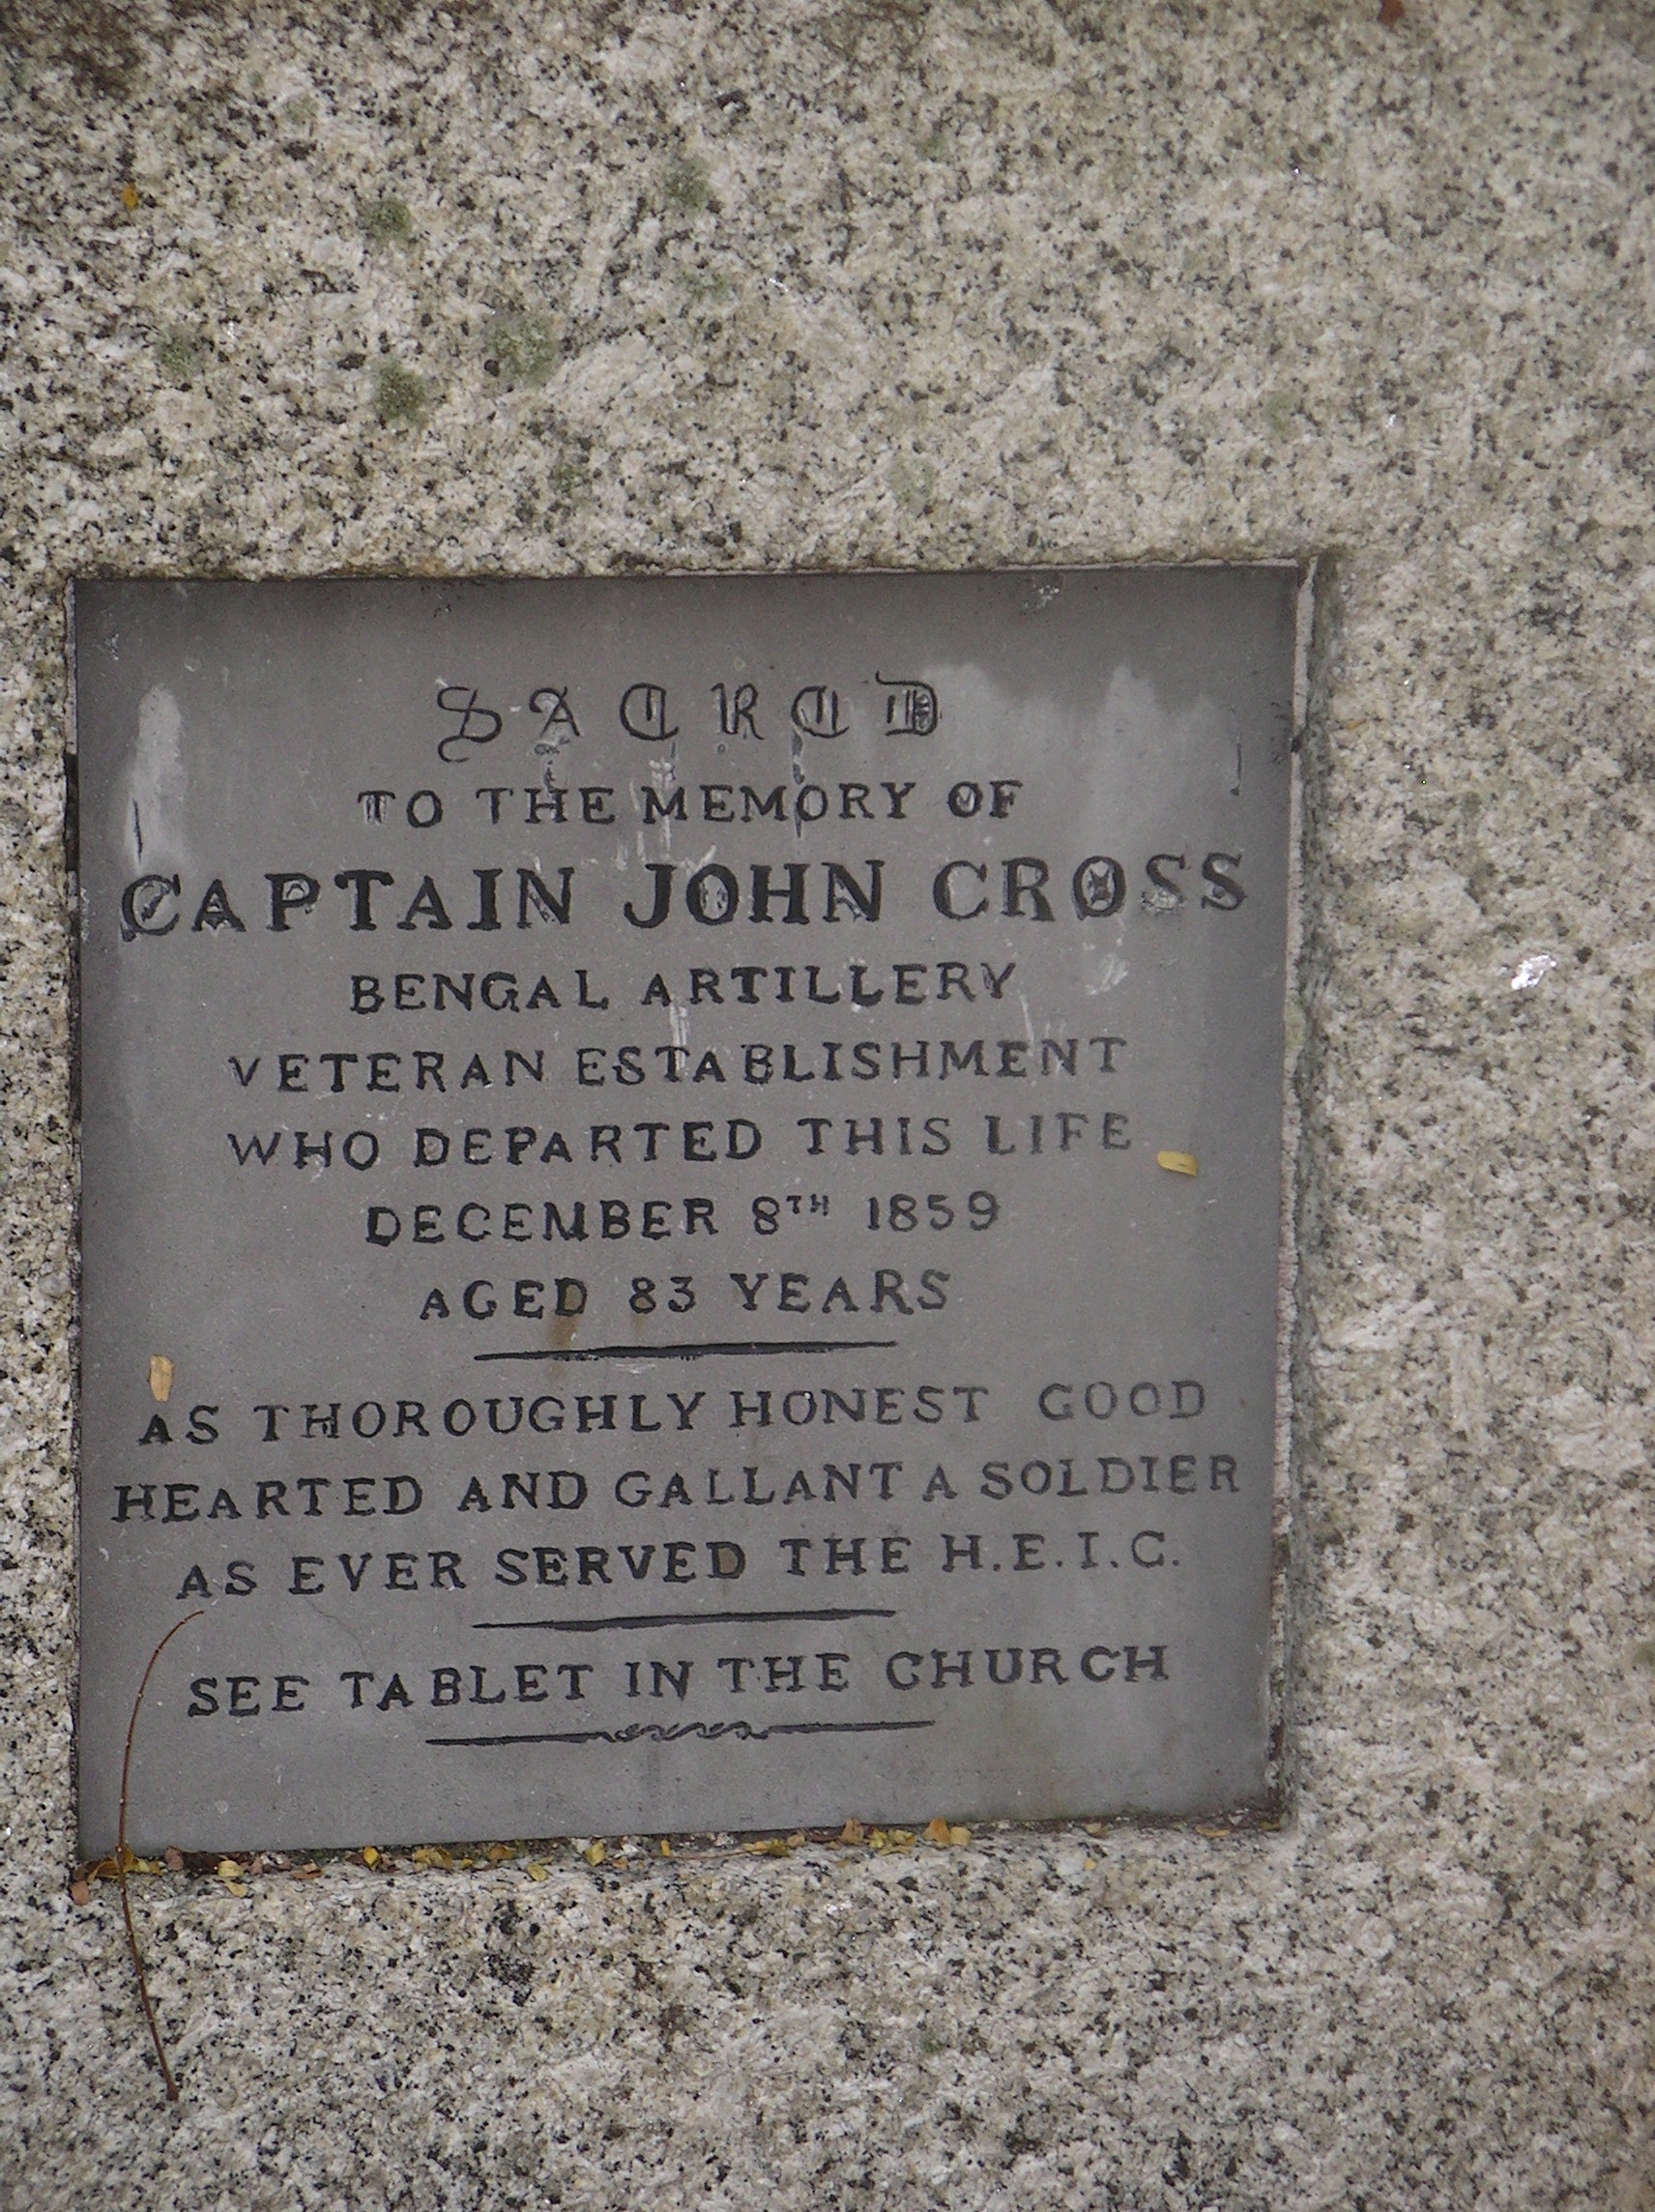 SACRED
TO THE MEMORY OF
CAPTAIN JOHN CROSS
BENGAL ARTILLERY
VETERAN ESTABLISHMENT
WHO DEPARTED THIS LIFE
DECEMBER 8TH 1859
AGED 83 YEARS
AS THOROUGHLY HONEST GOOD
HEARTED AND GALLANT A SOLDIER
AS EVER SERVED THE H.E.I.C.
SEE TABLET IN THE CHURCH